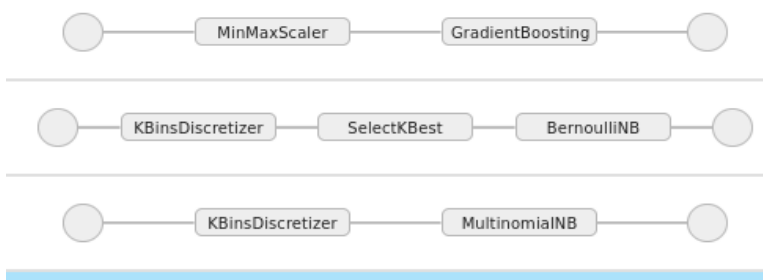 MinMaxScaler GradientBoosting
KBinsDiscretizer SelectKBest BernoulliNB
KBinsDiscretizer MultinomialNB